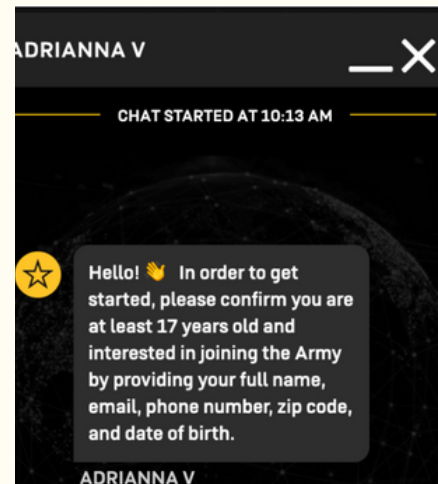 ADRIANNA V
CHAT STARTED AT 10:13 AM
Hello! 👋 In order to get
started, please confirm you are
at least 17 years old and
interested in joining the Army
by providing your full name,
email, phone number, zip code,
and date of birth.
ADRIANNA V